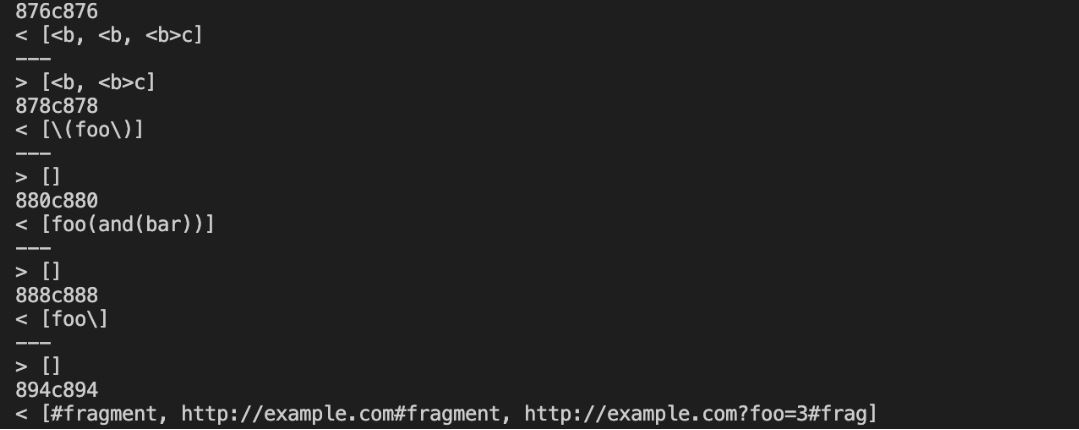 876c876
< [<b, <b, <b>c]
---
> [<b, <b>c]
878c878
< [\(foo\)]
---
> []
880c880
< [foo(and(bar))]
---
> []
888c888
< [foo\]
---
> []
894c894
< [#fragment, http://example.com#fragment, http://example.com?foo=3#frag]